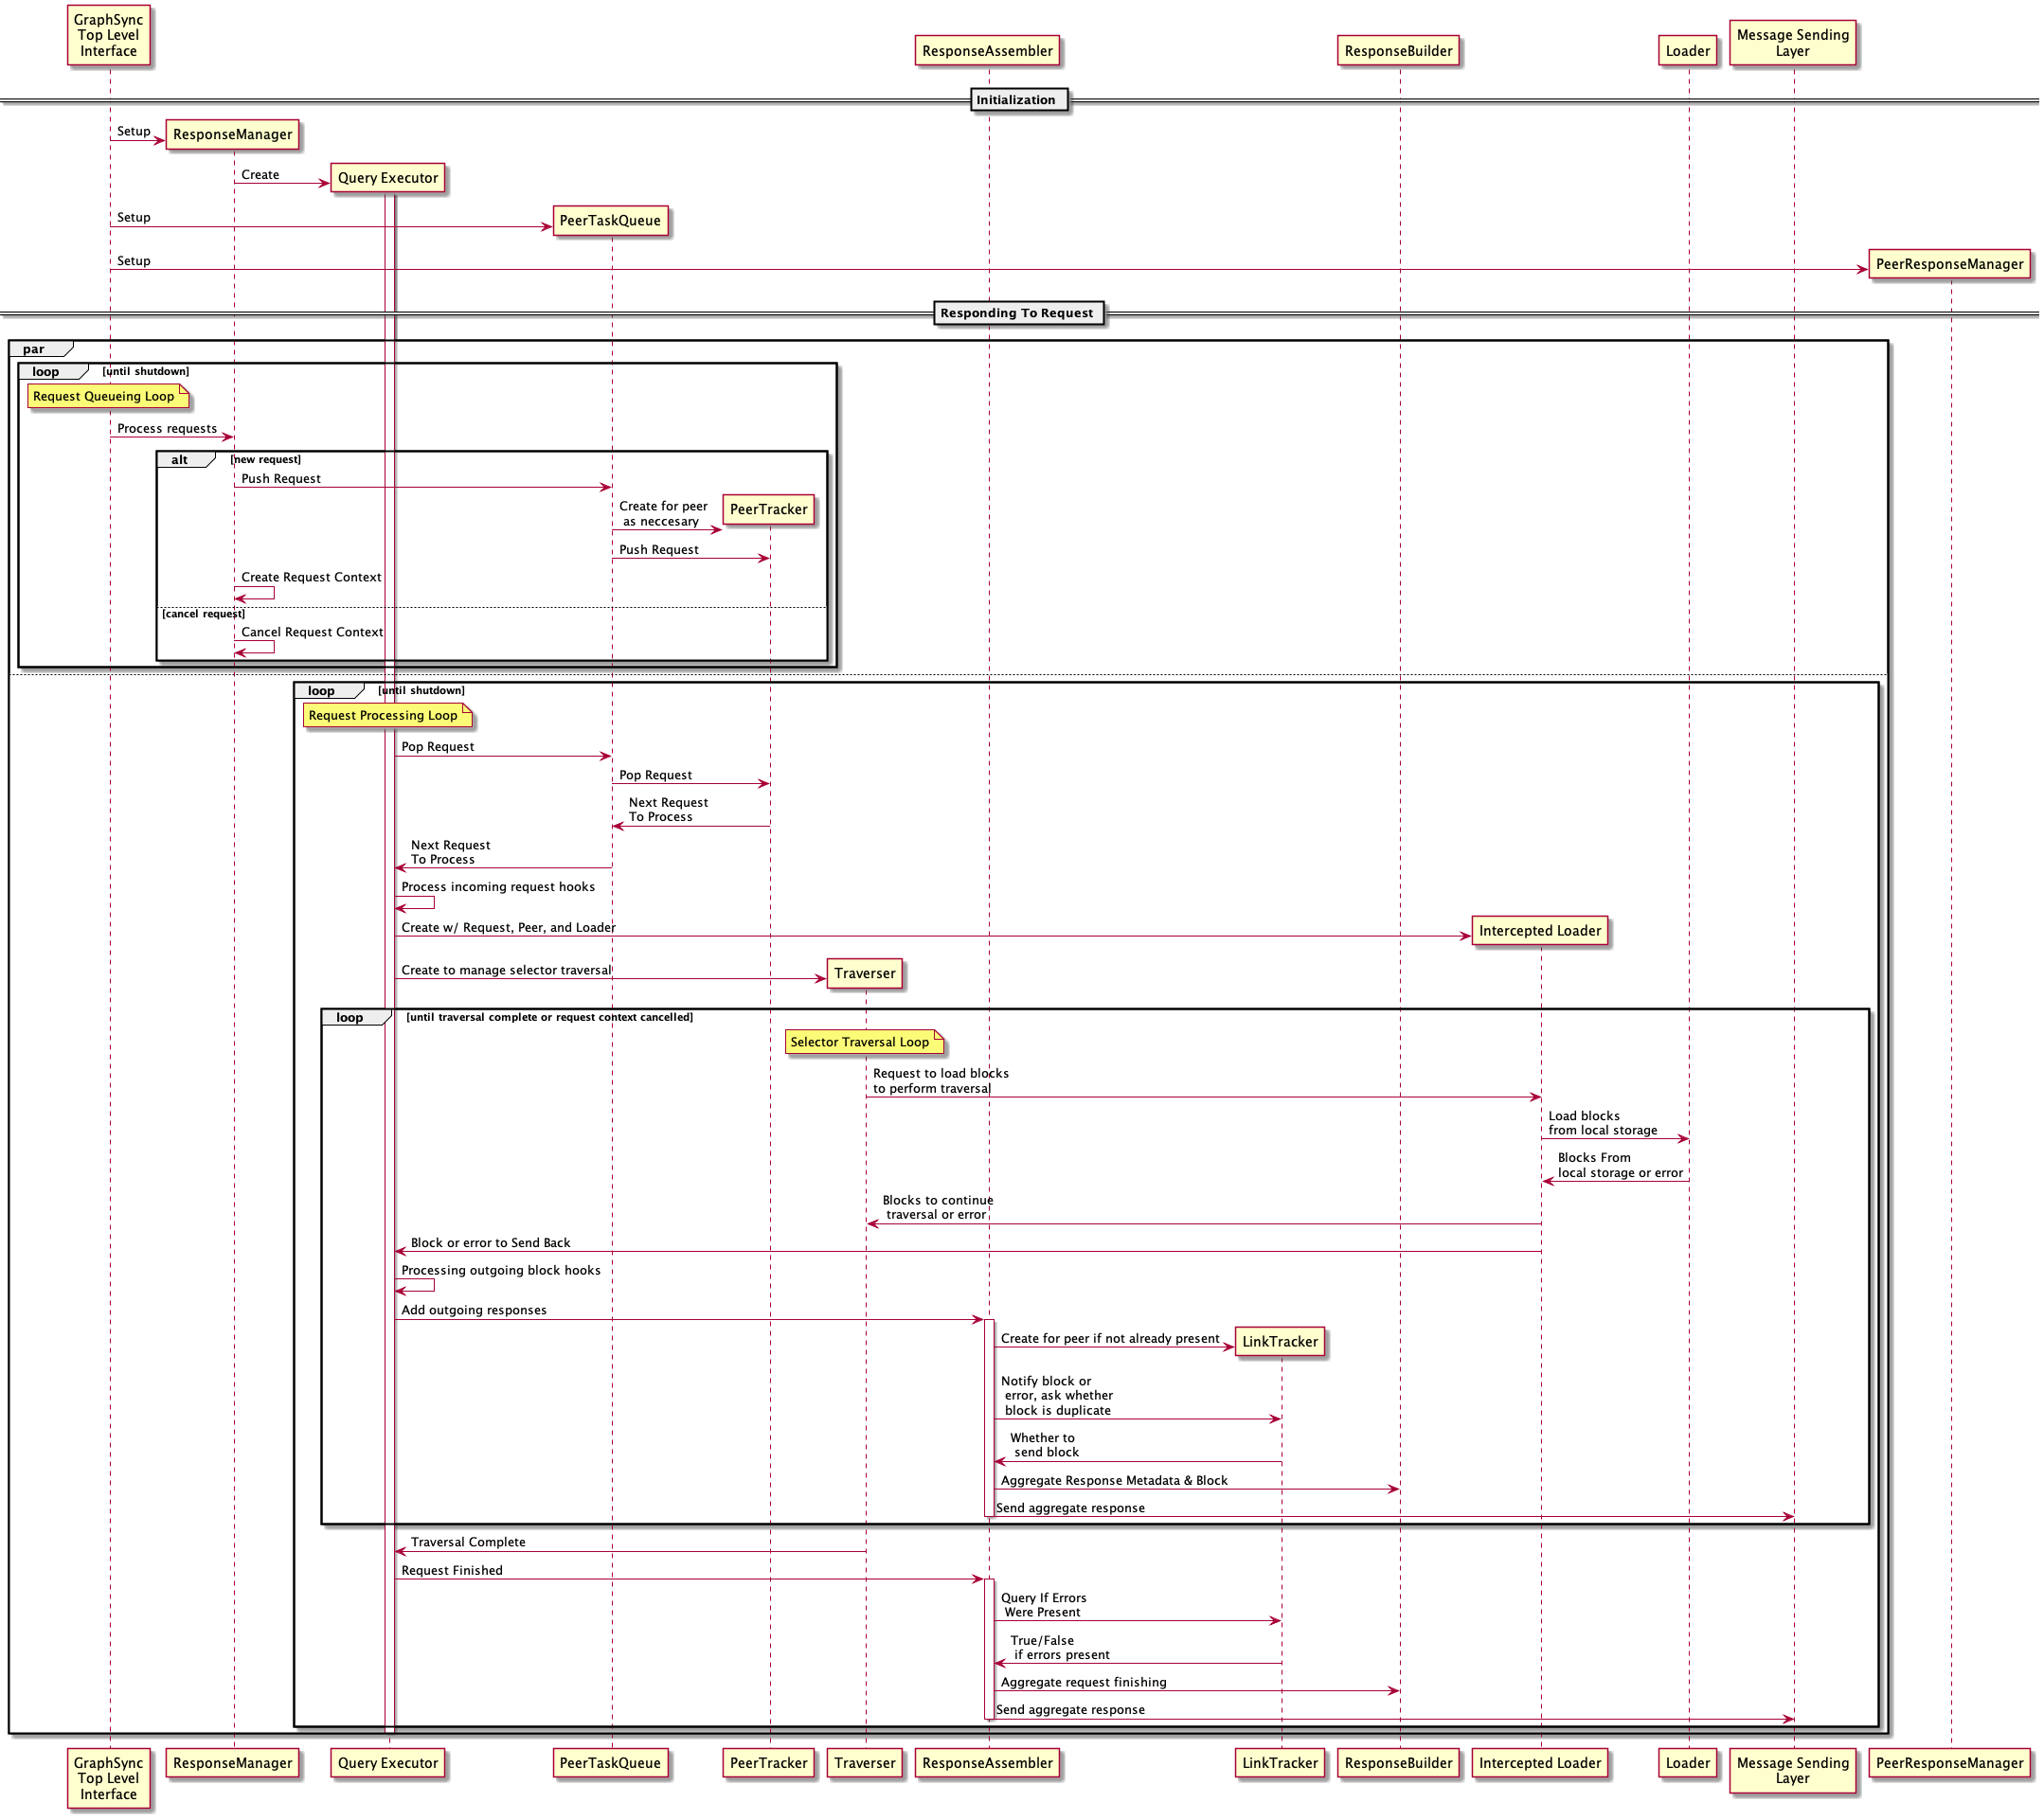 GraphSync
Top Level
Interface
ResponseAssembler
ResponseBuilder
Loader
Message Sending
Layer
Initialization
Setup
ResponseManager
Create
Query Executor
Setup
PeerTaskQueue
Setup
PeerResponseManager
Responding To Request
par
loop [until shutdown]
Request Queueing Loop
Process requests
alt [new request]
Push Request
Create for peer
as neccesary
PeerTracker
Push Request
Create Request Context
[cancel request]
Cancel Request Context
loop [until shutdown]
Request Processing Loop
Pop Request
Pop Request
Next Request
To Process
Next Request
To Process
Process incoming request hooks
Create w/ Request, Peer, and Loader
Intercepted Loader
Create to manage selector traversal
Traverser
loop [until traversal complete or request context cancelled]
Selector Traversal Loop
Request to load blocks
to perform traversal
Load blocks
from local storage
Blocks From
local storage or error
Blocks to continue
traversal or error
Block or error to Send Back
Processing outgoing block hooks
Add outgoing responses
Create for peer if not already present
LinkTracker
Notify block or
error, ask whether
block is duplicate
Whether to
send block
Aggregate Response Metadata & Block
Send aggregate response
Traversal Complete
Request Finished
Query If Errors
Were Present
True/False
if errors present
Aggregate request finishing
Send aggregate response
GraphSync
Top Level
Interface
ResponseManager
Query Executor
PeerTaskQueue
PeerTracker
Traverser
ResponseAssembler
LinkTracker
ResponseBuilder
Intercepted Loader
Loader
Message Sending
Layer
PeerResponseManager